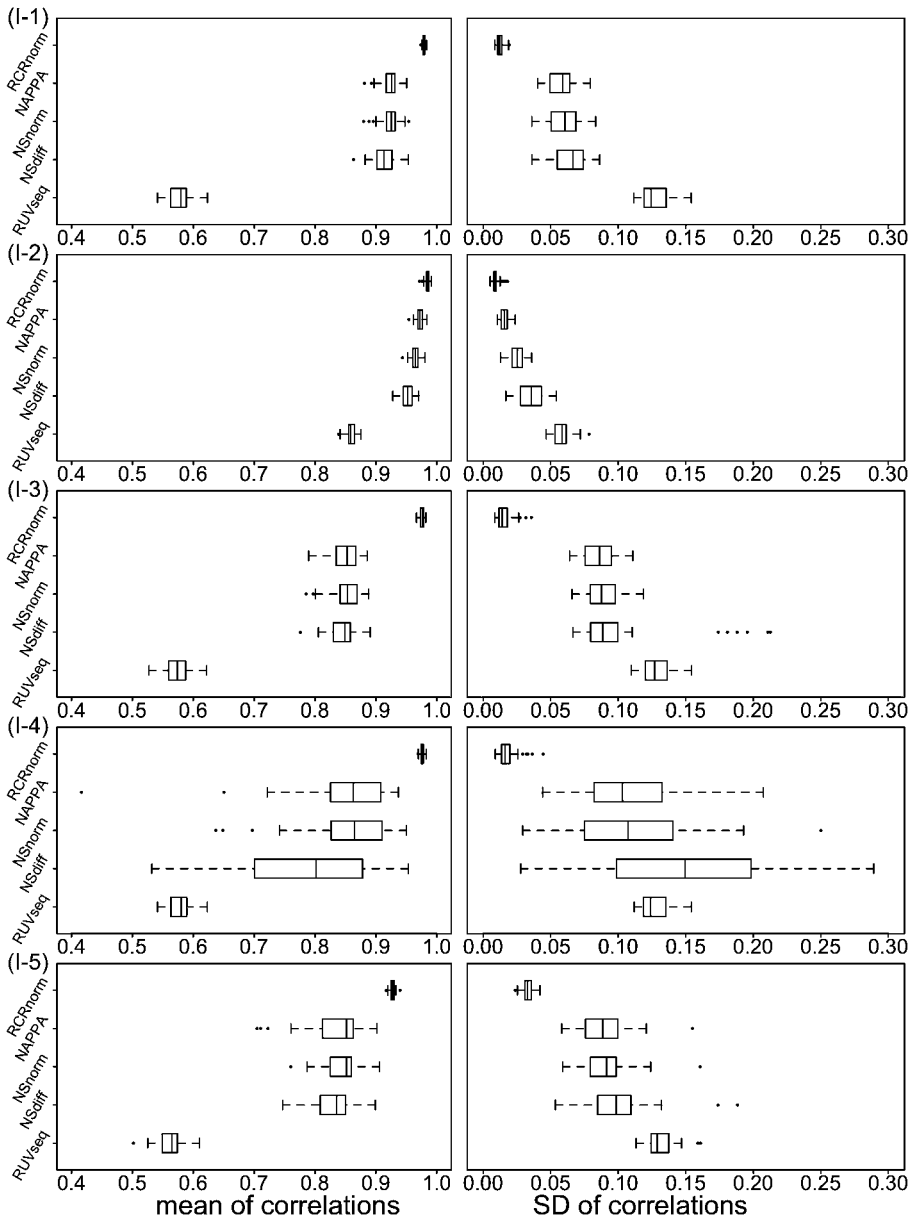 (I-1)
RCRnorm
NAPPA
NSnorm
NSdiff
RUVseq
0.4 0.5 0.6 0.7 0.8 0.9 1.0
0.00 0.05 0.10 0.15 0.20 0.25 0.30
(I-2)
RCRnorm
NAPPA
NSnorm
NSdiff
RUVseq
0.4 0.5 0.6 0.7 0.8 0.9 1.0
0.00 0.05 0.10 0.15 0.20 0.25 0.30
(I-3)
RCRnorm
NAPPA
NSnorm
NSdiff
RUVseq
0.4 0.5 0.6 0.7 0.8 0.9 1.0
0.00 0.05 0.10 0.15 0.20 0.25 0.30
(I-4)
RCRnorm
NAPPA
NSnorm
NSdiff
RUVseq
0.4 0.5 0.6 0.7 0.8 0.9 1.0
0.00 0.05 0.10 0.15 0.20 0.25 0.30
(I-5)
RCRnorm
NAPPA
NSnorm
NSdiff
RUVseq
0.4 0.5 0.6 0.7 0.8 0.9 1.0
0.00 0.05 0.10 0.15 0.20 0.25 0.30
mean of correlations
SD of correlations